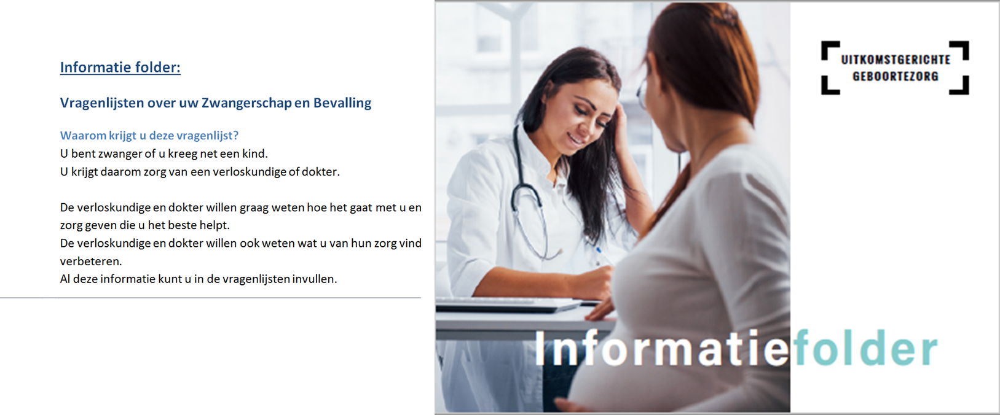 Informatie folder:
Vragenlijsten over uw Zwangerschap en Bevalling
Waarom krijgt u deze vragenlijst?
U bent zwanger of u kreeg net een kind.
U krijgt daarom zorg van een verloskundige of dokter.
De verloskundige en dokter willen graag weten hoe het gaat met u en
zorg geven die u het beste helpt.
De verloskundige en dokter willen ook weten wat u van hun zorg vind
verbeteren.
Al deze informatie kunt u in de vragenlijsten invullen.
UITKOMSTGERICHTE
GEBOORTEZORG
Informatiefolder